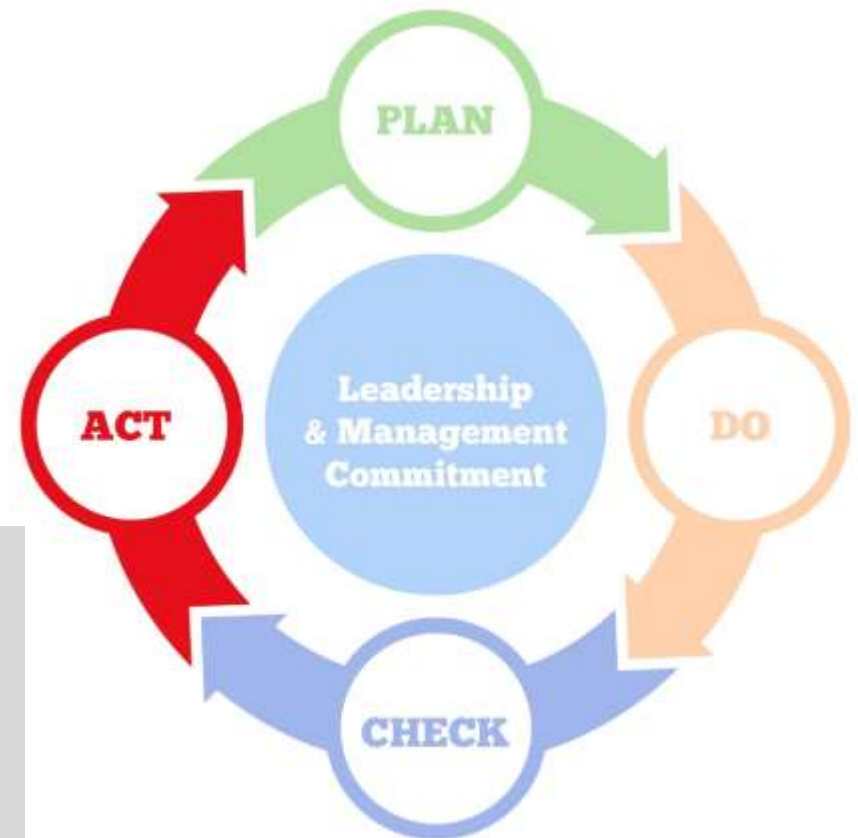 PLAN
DO
CHECK
ACT
Leadership
& Management
Commitment